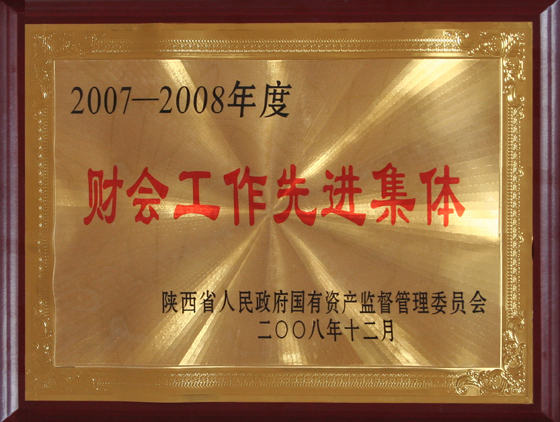 2007—2008年度
财会工作先进集体
陕西省人民政府国有资产监督管理委员会
二〇〇八年十二月